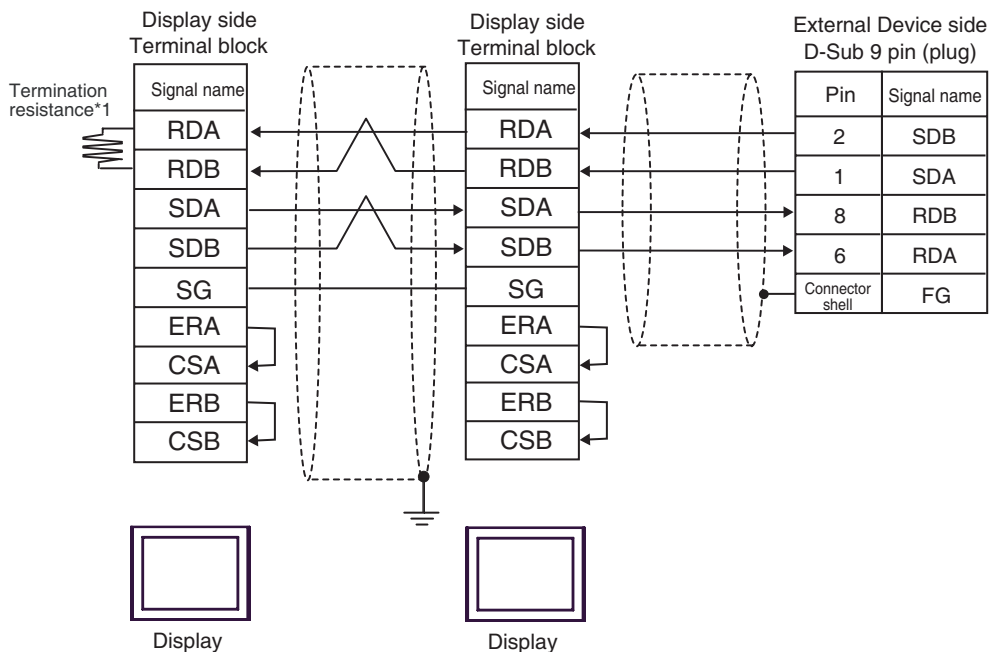 Display side
Terminal block
Display side
Terminal block
External Device side
D-Sub 9 pin (plug)
Termination
resistance*1
Signal name
RDA
RDB
SDA
SDB
SG
ERA
CSA
ERB
CSB
Signal name
RDA
RDB
SDA
SDB
SG
ERA
CSA
ERB
CSB
Pin Signal name
2 SDB
1 SDA
8 RDB
6 RDA
Connector
shell
FG
Display
Display